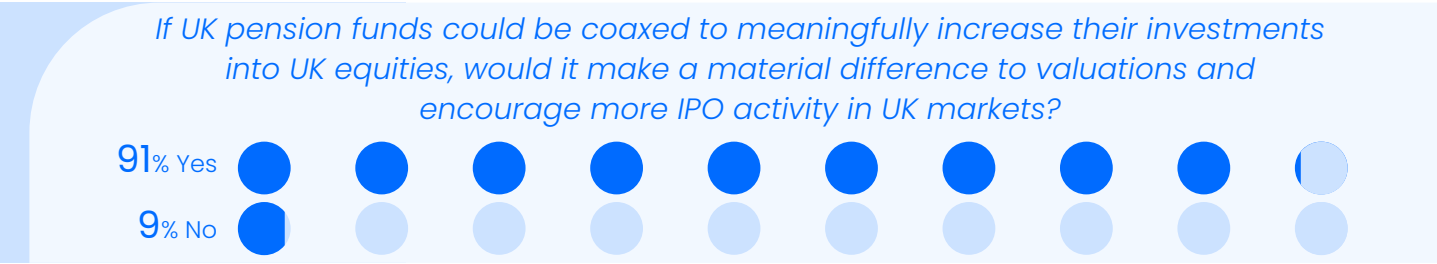 If UK pension funds could be coaxed to meaningfully increase their investments
into UK equities, would it make a material difference to valuations and
encourage more IPO activity in UK markets?
91% Yes
9% No